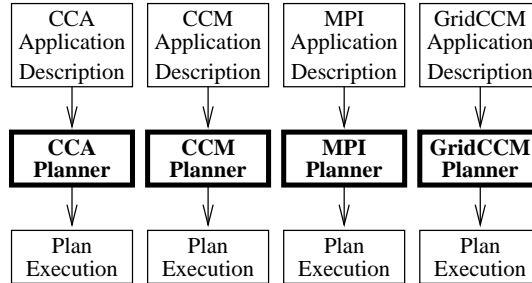 CCA
Application
Description
CCM
Application
Description
MPI
Application
Description
GridCCM
Application
Description
CCA
Planner
CCM
Planner
MPI
Planner
GridCCM
Planner
Plan
Execution
Plan
Execution
Plan
Execution
Plan
Execution